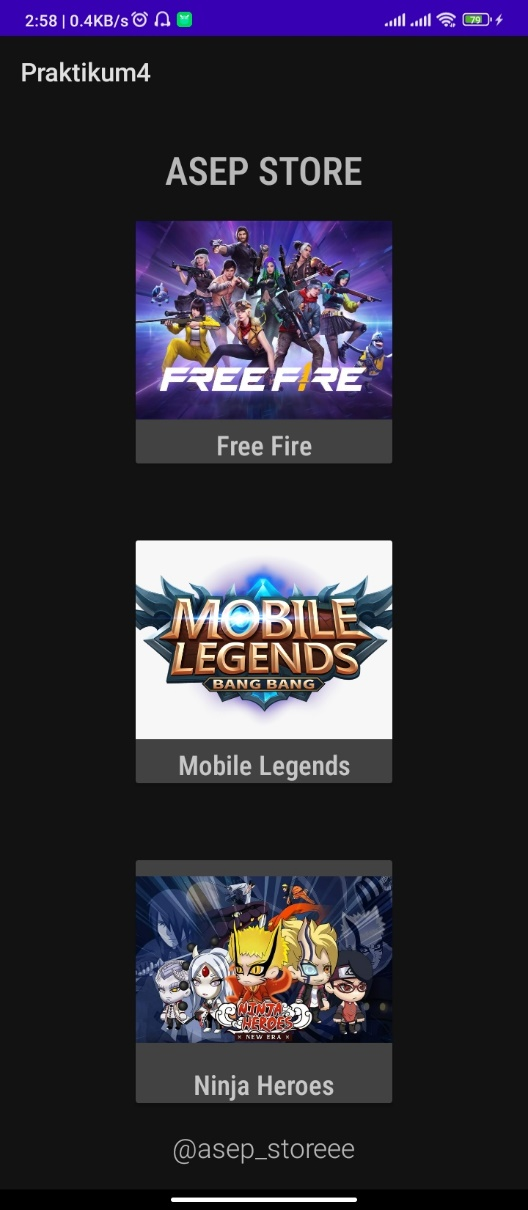 2:58 | 0.4KB/s
79
Praktikum4
ASEP STORE
FREE FIRE
Free Fire
MOBILE
LEGENDS
BANG BANG
Mobile Legends
NINJA
HEROES
NEW ERA
Ninja Heroes
@asep_storeee